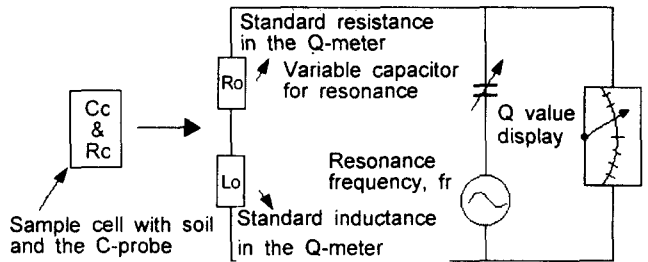 Standard resistance
in the Q-meter
Ro
Variable capacitor
for resonance
Cc
&
Rc
Q value
display
Lo
Resonance
frequency, fr
Sample cell with soil
and the C-probe
Standard inductance
in the Q-meter